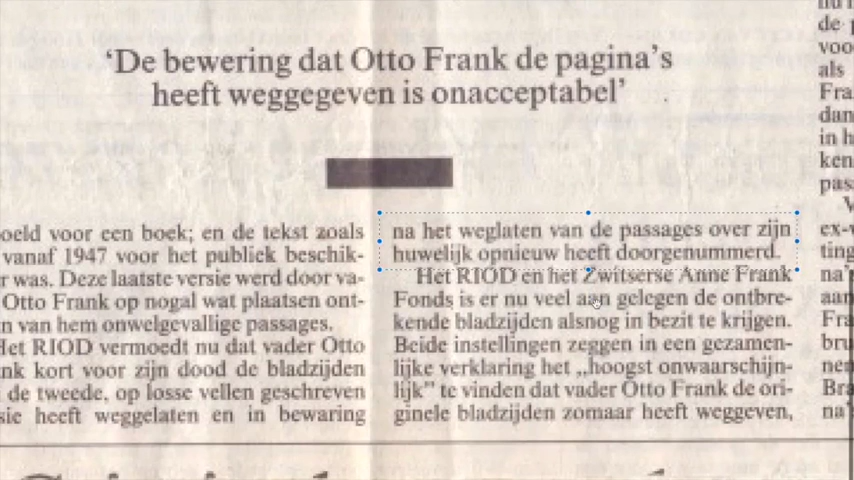 ‘De bewering dat Otto Frank de pagina’s
heeft weggegeven is onacceptabel’
oeld voor een boek; en de tekst zoals
vanaf 1947 voor het publiek beschik-
r was. Deze laatste versie werd door va-
Otto Frank op nogal wat plaatsen ont-
n van hem onwelgevallige passages.
Het RIOD vermoedt nu dat vader Otto
nk kort voor zijn dood de bladzijden
de tweede, op losse vellen geschreven
sie heeft weggelaten en in bewaring
na het weglaten van de passages over zijn
huwelijk opnieuw heeft doorgenummerd.
Het RIOD en het Zwitserse Anne Frank
Fonds is er nu veel aan gelegen de ontbre-
kende bladzijden alsnog in bezit te krijgen.
Beide instellingen zeggen in een gezamen-
lijke verklaring het „hoogst onwaarschijn-
lijk” te vinden dat vader Otto Frank de ori-
ginele bladzijden zomaar heeft weggeven,
de
voo
als
Fra
dan
in h
ken
pas
V
ex-v
ting
na’s
aan
Fra
bru
nen
Bra
na’s